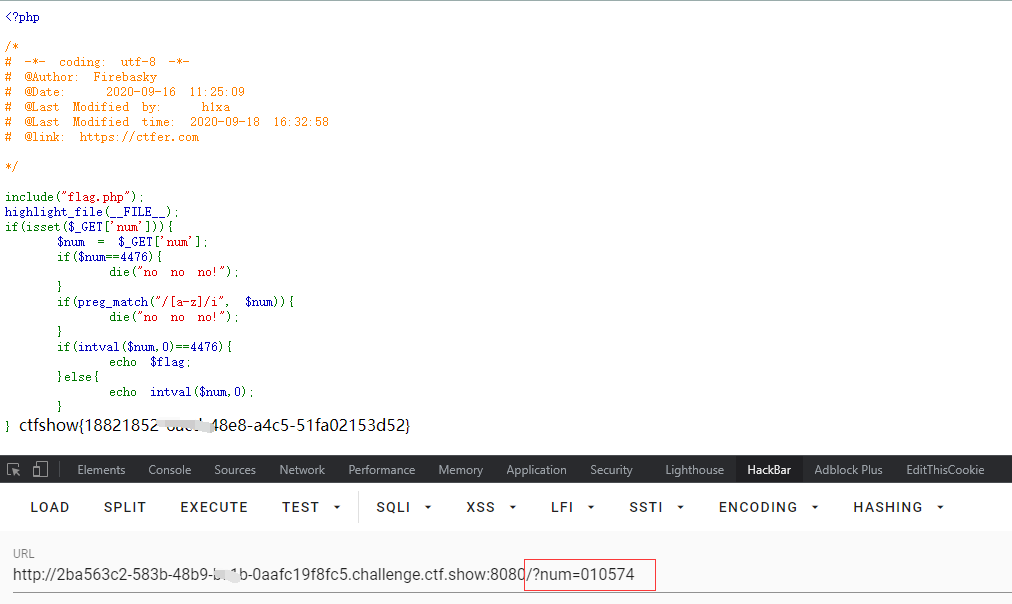 <?php
/*
# -*- coding: utf-8 -*-
# @Author: Firebasky
# @Date: 2020-09-16 11:25:09
# @Last Modified by: h1xa
# @Last Modified time: 2020-09-18 16:32:58
# @link: https://ctfer.com
*/
include("flag.php");
highlight_file(__FILE__);
if(isset($_GET['num'])){
$num = $_GET['num'];
if($num==4476){
die("no no no!");
}
if(preg_match("/[a-z]/i", $num)){
die("no no no!");
}
if(intval($num,0)==4476){
echo $flag;
}else{
echo intval($num,0);
}
} ctfshow{18821852- 48e8-a4c5-51fa02153d52}
Elements Console Sources Network Performance Memory Application Security Lighthouse HackBar Adblock Plus EditThisCookie
LOAD SPLIT EXECUTE TEST SQLI XSS LFI SSTI ENCODING HASHING
URL
http://2ba563c2-583b-48b9- 1b-0aafc19f8fc5.challenge.ctf.show:8080/?num=010574